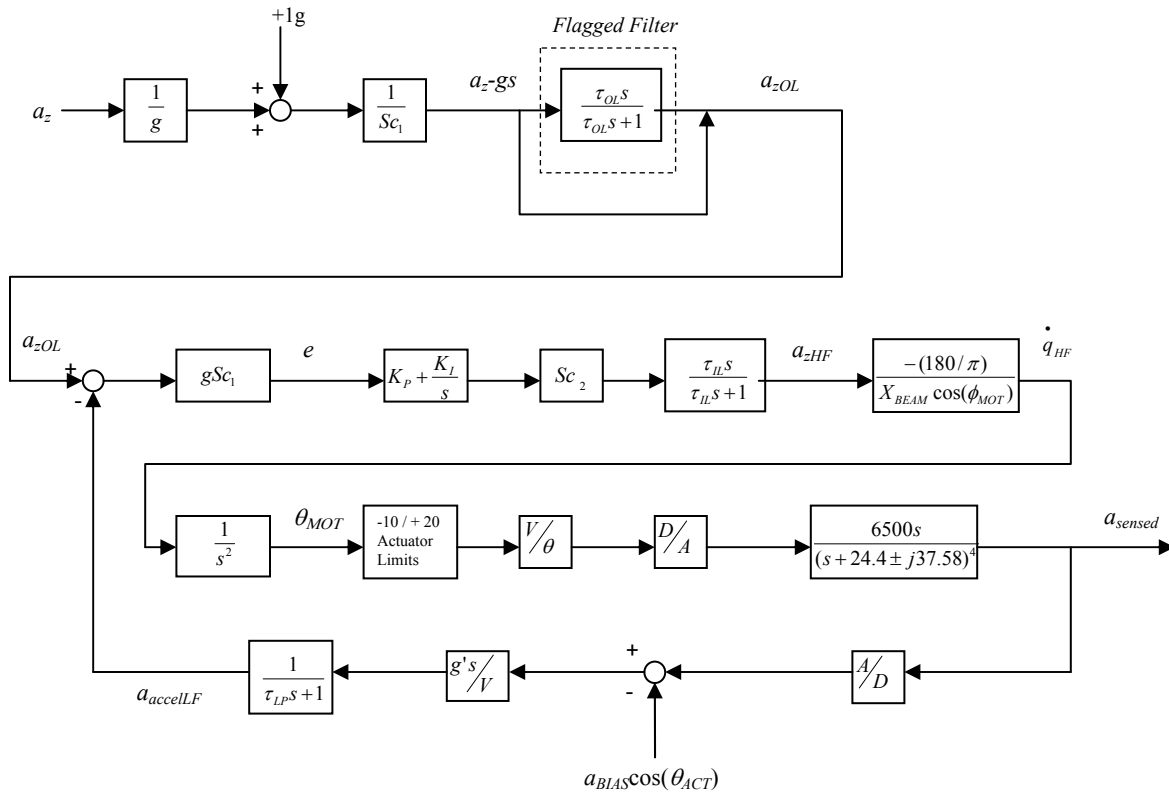 +1g
Flagged Filter
a_z
1/g
+
+
1/Sc_1
a_z-gs
τ_OL s/(τ_OL s+1)
a_zOL
a_zOL
+
-
gSc_1
e
K_P + K_I/s
Sc_2
τ_IL s/(τ_IL s+1)
a_zHF
-(180/π)/(X_BEAM cos(ϕ_MOT))
q̇_HF
1/s^2
θ_MOT
-10 / + 20
Actuator
Limits
V/θ
D/A
6500s/(s+24.4±j37.58)^4
a_sensed
a_accelLF
1/(τ_LP s+1)
g's/V
+
-
A/D
a_BIAS cos(θ_ACT)